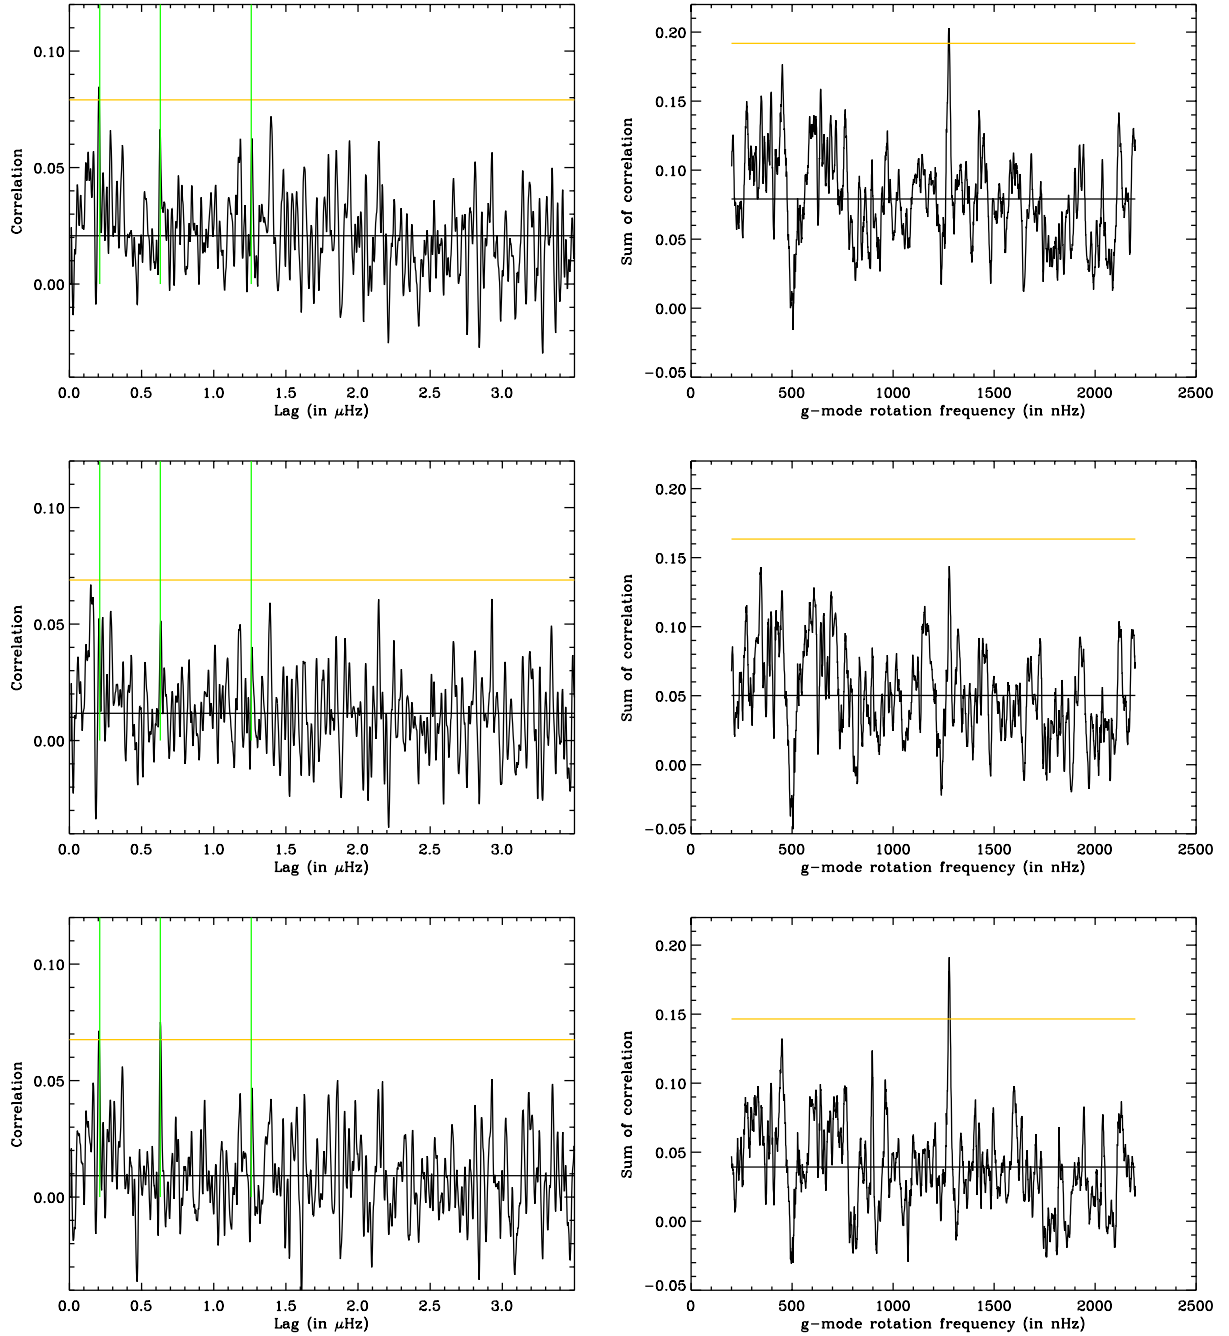 0.10
0.05
0.00
Correlation
0.0 0.5 1.0 1.5 2.0 2.5 3.0
Lag (in μHz)
0.20
0.15
0.10
0.05
0.00
−0.05
Sum of correlation
0 500 1000 1500 2000 2500
g−mode rotation frequency (in nHz)
0.10
0.05
0.00
Correlation
0.0 0.5 1.0 1.5 2.0 2.5 3.0
Lag (in μHz)
0.20
0.15
0.10
0.05
0.00
−0.05
Sum of correlation
0 500 1000 1500 2000 2500
g−mode rotation frequency (in nHz)
0.10
0.05
0.00
Correlation
0.0 0.5 1.0 1.5 2.0 2.5 3.0
Lag (in μHz)
0.20
0.15
0.10
0.05
0.00
−0.05
Sum of correlation
0 500 1000 1500 2000 2500
g−mode rotation frequency (in nHz)